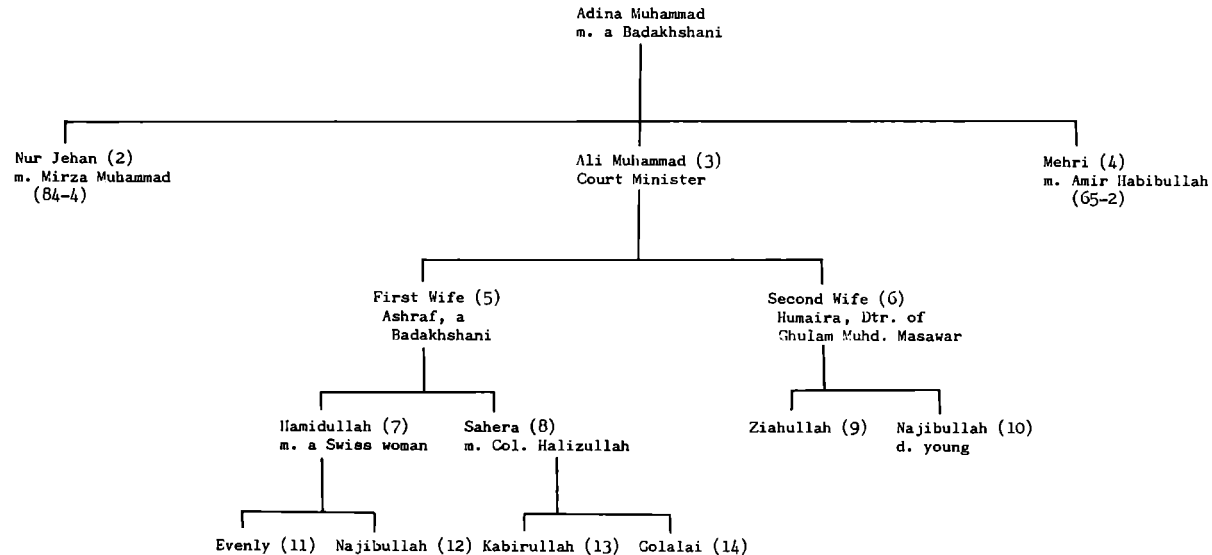 Adina Muhammad
m. a Badakhshani
Nur Jehan (2)
m. Mirza Muhammad
(84-4)
Ali Muhammad (3)
Court Minister
Mehri (4)
m. Amir Habibullah
(65-2)
First Wife (5)
Ashraf, a
Badakhshani
Second Wife (6)
Humaira, Dtr. of
Ghulam Muhd. Masawar
Hamidullah (7)
m. a Swiss woman
Sahera (8)
m. Col. Halizullah
Ziahullah (9)
Najibullah (10)
d. young
Evenly (11)
Najibullah (12)
Kabirullah (13)
Golalai (14)